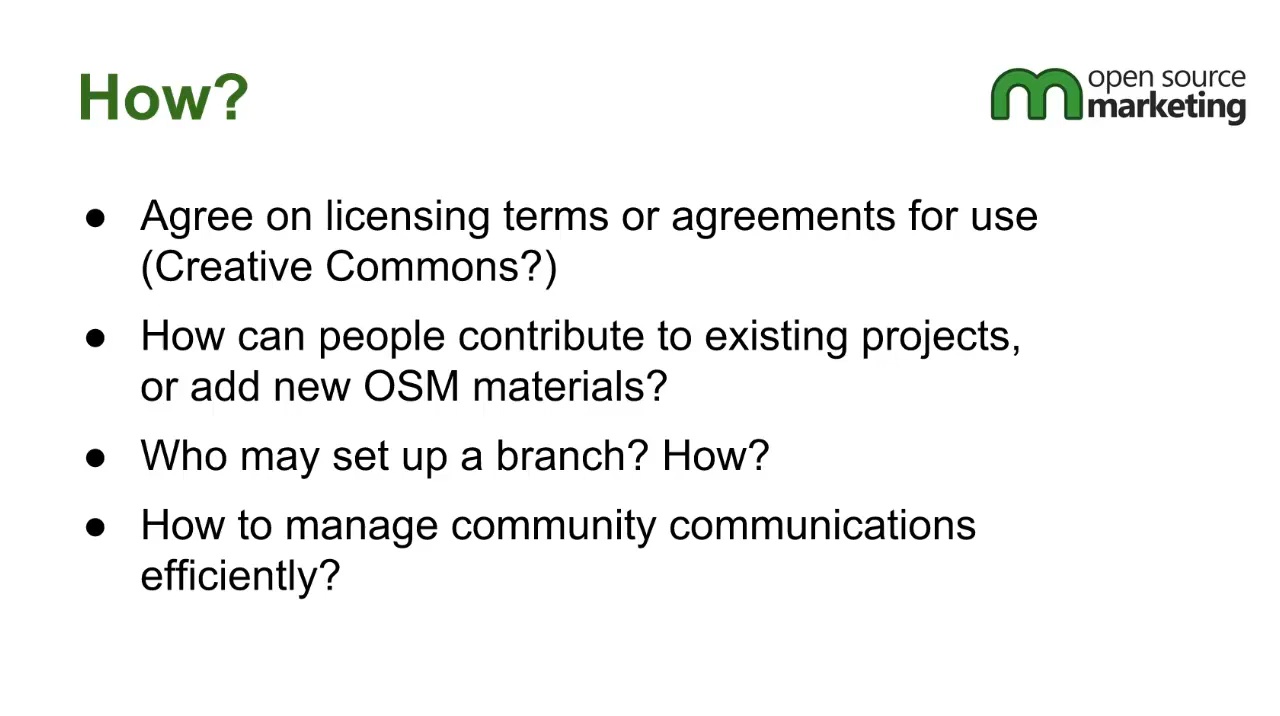 How?
open source
marketing
● Agree on licensing terms or agreements for use
(Creative Commons?)
● How can people contribute to existing projects,
or add new OSM materials?
● Who may set up a branch? How?
● How to manage community communications
efficiently?